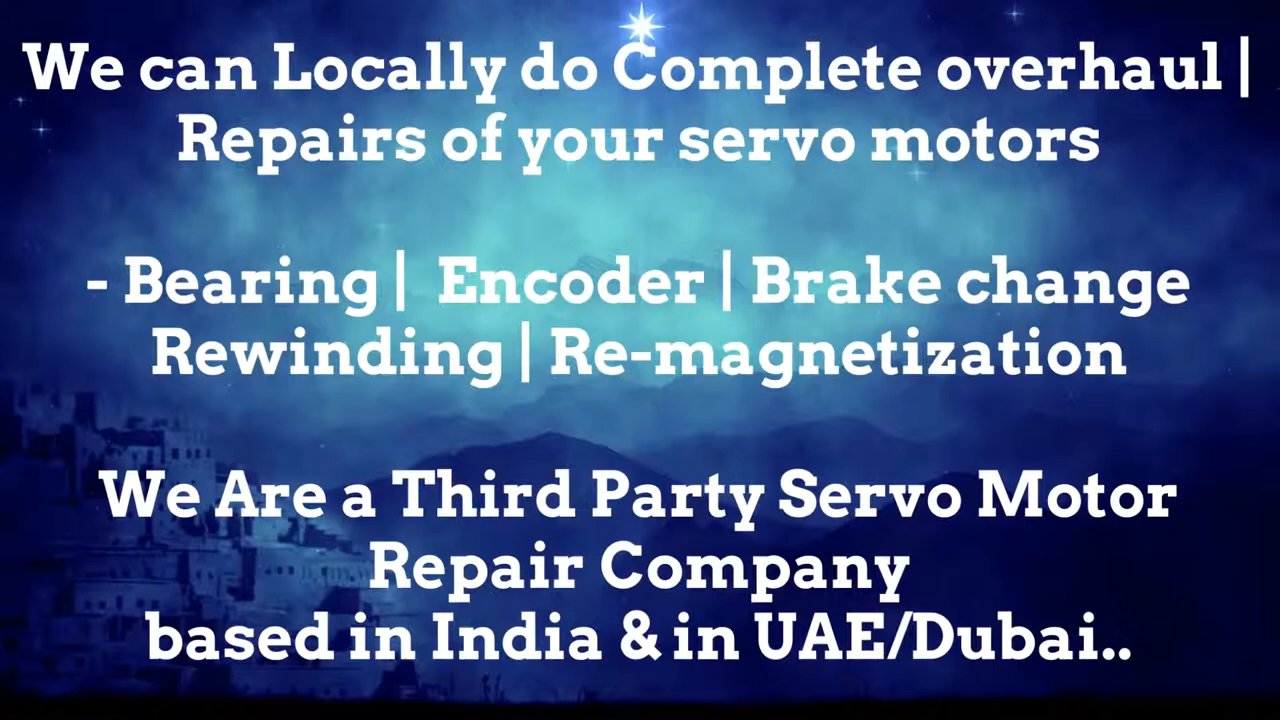 We can Locally do Complete overhaul |
Repairs of your servo motors
- Bearing | Encoder | Brake change
Rewinding | Re-magnetization
We Are a Third Party Servo Motor
Repair Company
based in India & in UAE/Dubai..